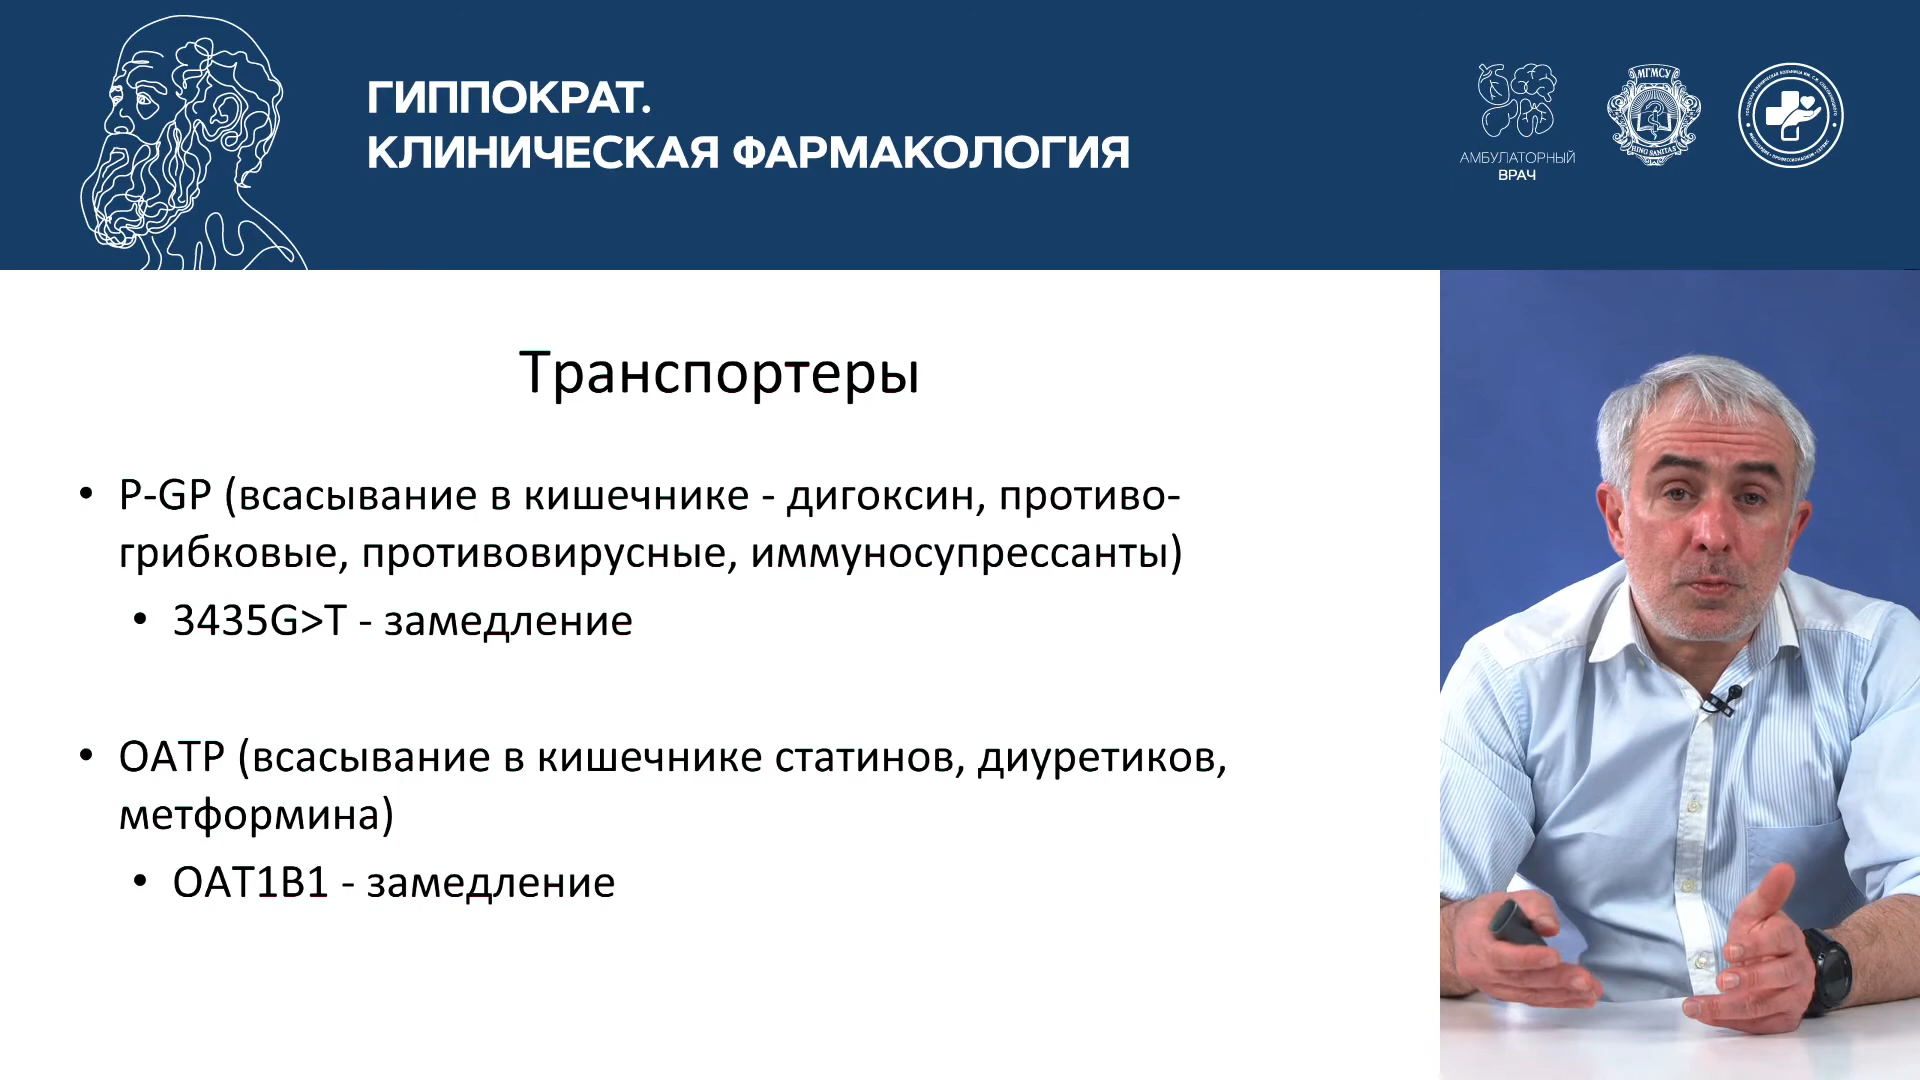 ГИППОКРАТ.
КЛИНИЧЕСКАЯ ФАРМАКОЛОГИЯ
АМБУЛАТОРНЫЙ
ВРАЧ
МГМСУ
Транспортеры
• P-GP (всасывание в кишечнике - дигоксин, противо-
грибковые, противовирусные, иммуносупрессанты)
• 3435G>T - замедление
• OATP (всасывание в кишечнике статинов, диуретиков,
метформина)
• OAT1B1 - замедление